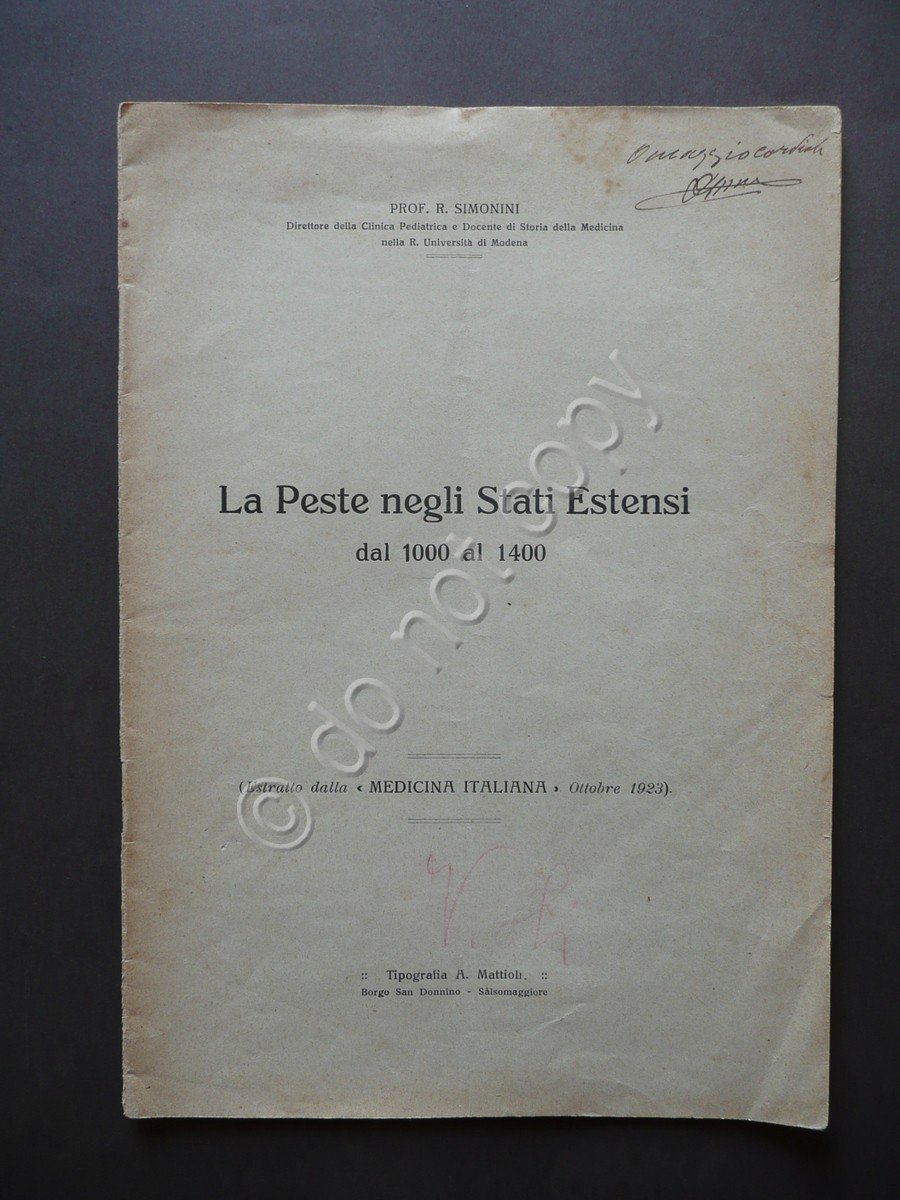 Omaggio cordiale
PROF. R. SIMONINI
Direttore della Clinica Pediatrica e Docente di Storia della Medicina
nella R. Università di Modena
La Peste negli Stati Estensi
dal 1000 al 1400
(Estratto dalla « MEDICINA ITALIANA » Ottobre 1923).
:: Tipografia A. Mattioli. ::
Borgo San Donnino - Salsomaggiore
© do not copy